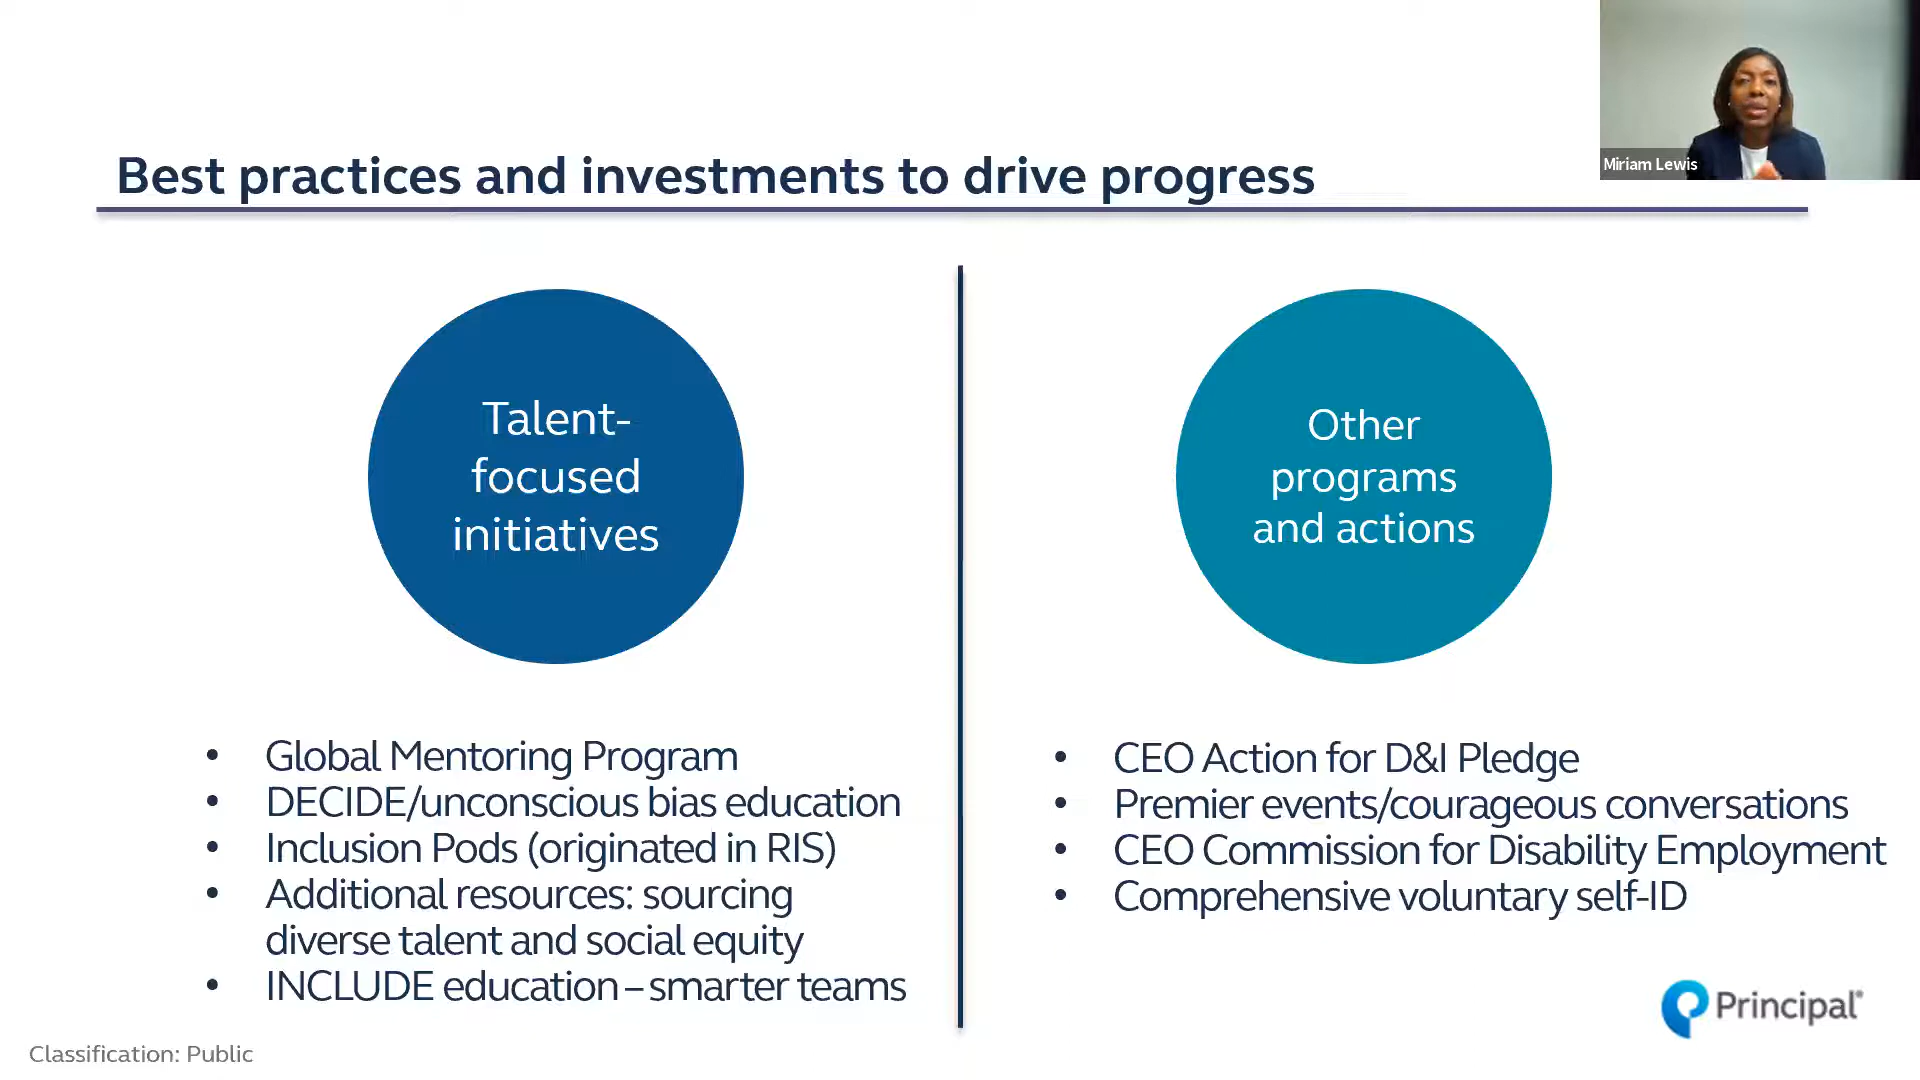 Miriam Lewis
Best practices and investments to drive progress
Talent-
focused
initiatives
• Global Mentoring Program
• DECIDE/unconscious bias education
• Inclusion Pods (originated in RIS)
• Additional resources: sourcing
diverse talent and social equity
• INCLUDE education – smarter teams
Other
programs
and actions
• CEO Action for D&I Pledge
• Premier events/courageous conversations
• CEO Commission for Disability Employment
• Comprehensive voluntary self-ID
Principal®
Classification: Public